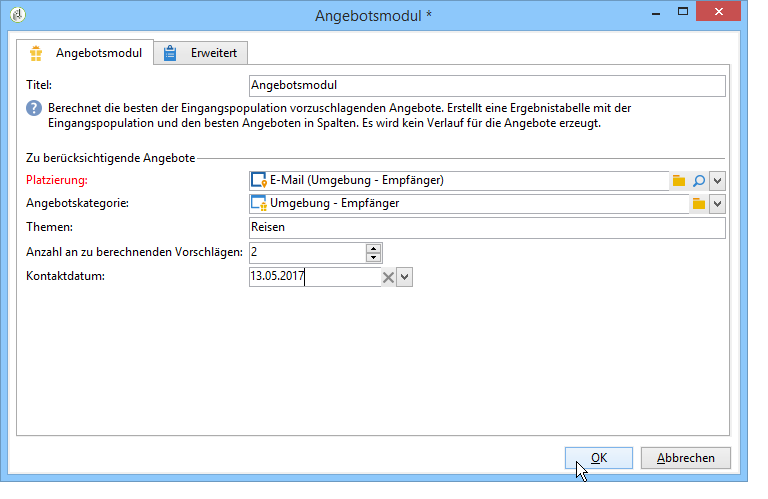 Angebotsmodul *
Angebotsmodul Erweitert
Titel: Angebotsmodul
? Berechnet die besten der Eingangspopulation vorzuschlagenden Angebote. Erstellt eine Ergebnistabelle mit der
Eingangspopulation und den besten Angeboten in Spalten. Es wird kein Verlauf für die Angebote erzeugt.
Zu berücksichtigende Angebote
Platzierung: E-Mail (Umgebung - Empfänger)
Angebotskategorie: Umgebung - Empfänger
Themen: Reisen
Anzahl an zu berechnenden Vorschlägen: 2
Kontaktdatum: 13.05.2017
OK Abbrechen